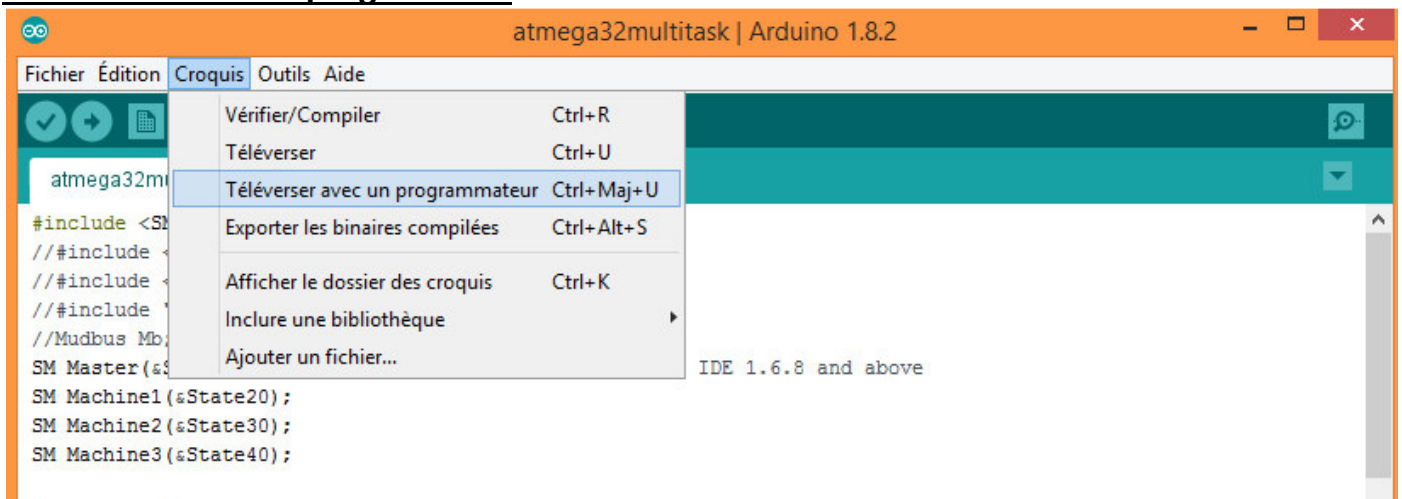 atmega32multitask | Arduino 1.8.2
Fichier Édition Croquis Outils Aide
Vérifier/Compiler Ctrl+R
Téléverser Ctrl+U
atmega32mu
Téléverser avec un programmateur Ctrl+Maj+U
#include <SM
Exporter les binaires compilées Ctrl+Alt+S
//#include <
//#include <
Afficher le dossier des croquis Ctrl+K
//#include "
Inclure une bibliothèque
//Mudbus Mb;
Ajouter un fichier...
SM Master(&S IDE 1.6.8 and above
SM Machine1(&State20);
SM Machine2(&State30);
SM Machine3(&State40);